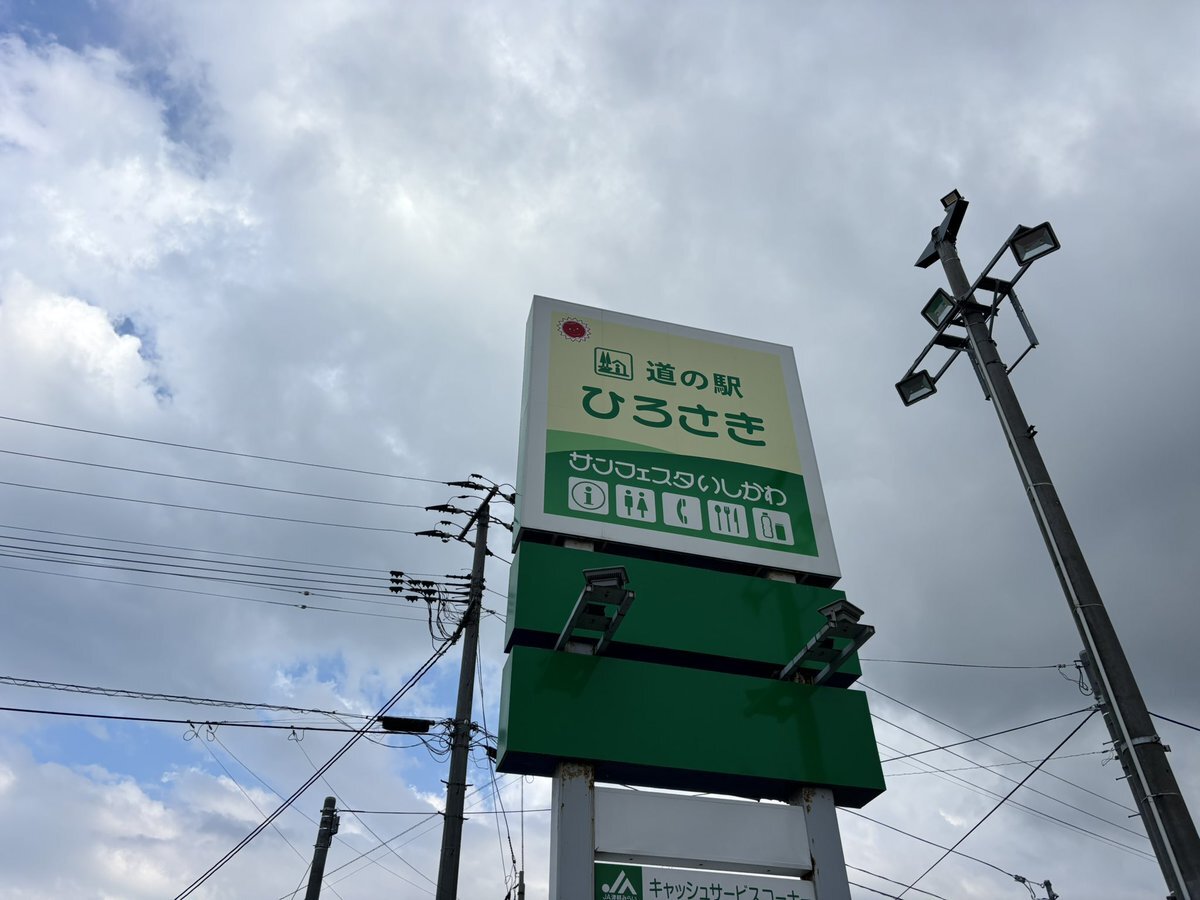 道の駅
ひろさき
サンフェスタいしかわ
キャッシュサービスコーナー